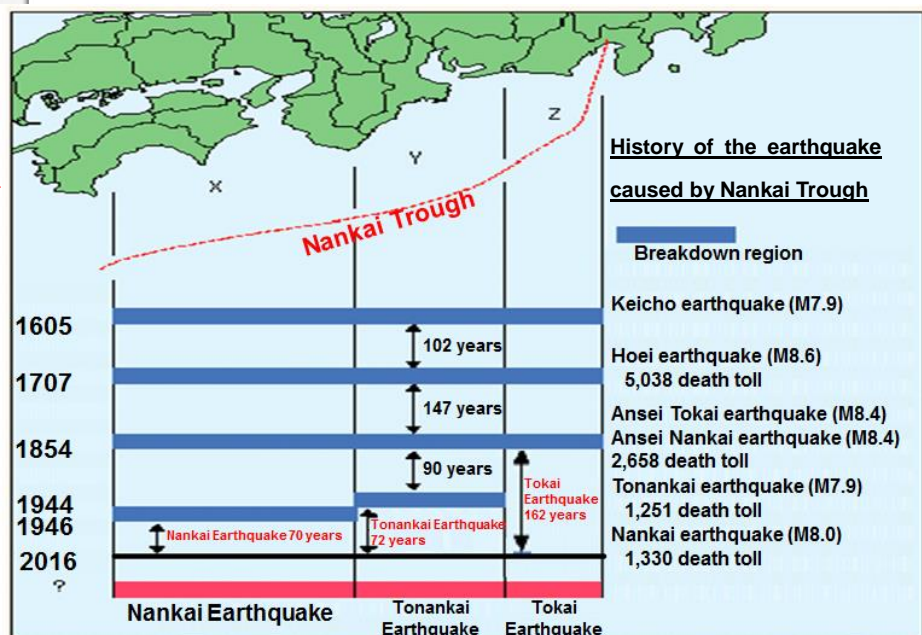 X
Y
Z
Nankai Trough
History of the earthquake
caused by Nankai Trough
Breakdown region
1605
Keicho earthquake (M7.9)
102 years
1707
Hoei earthquake (M8.6)
5,038 death toll
147 years
1854
Ansei Tokai earthquake (M8.4)
Ansei Nankai earthquake (M8.4)
2,658 death toll
90 years
Tokai
Earthquake
162 years
1944
Tonankai earthquake (M7.9)
1,251 death toll
1946
Nankai Earthquake 70 years
Tonankai Earthquake
72 years
Nankai earthquake (M8.0)
1,330 death toll
2016
?
Nankai Earthquake
Tonankai
Earthquake
Tokai
Earthquake